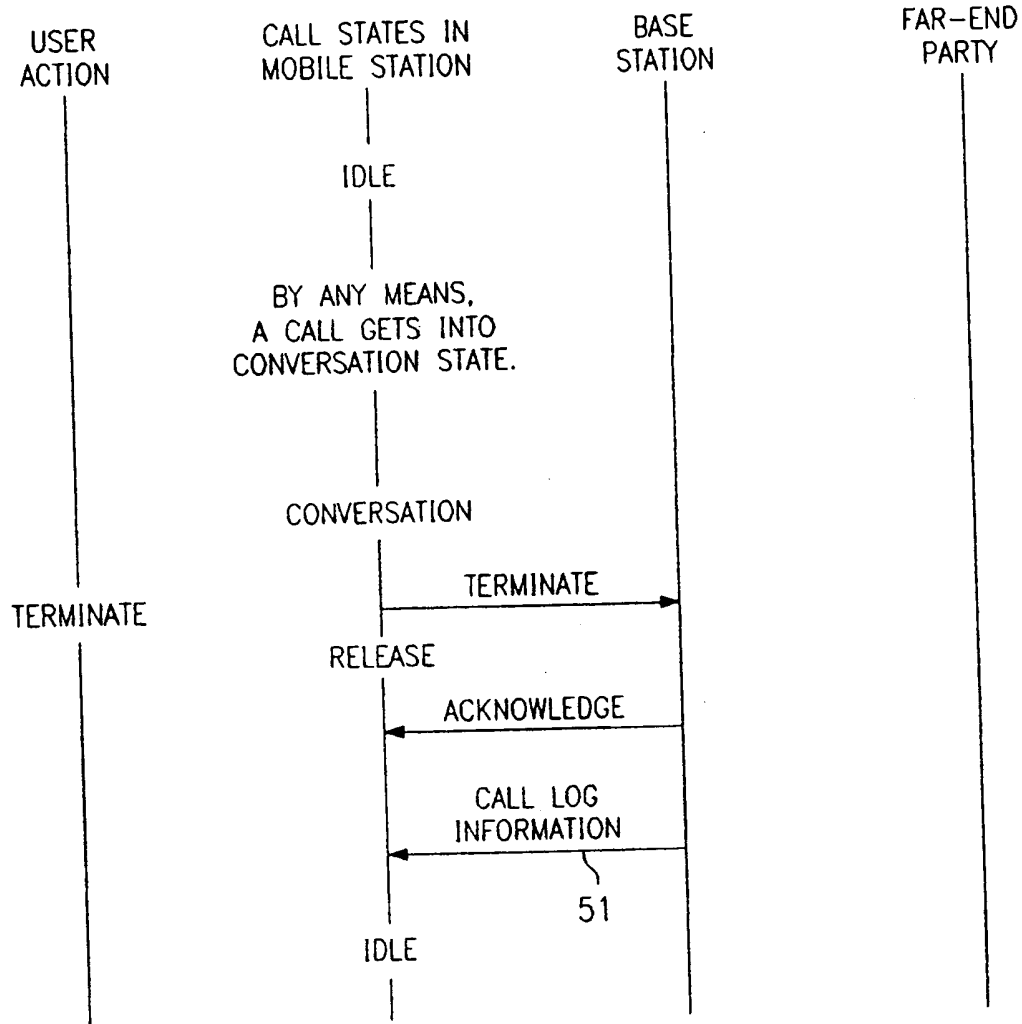 USER
ACTION
CALL STATES IN
MOBILE STATION
BASE
STATION
FAR-END
PARTY
IDLE
BY ANY MEANS,
A CALL GETS INTO
CONVERSATION STATE.
CONVERSATION
TERMINATE
TERMINATE
RELEASE
ACKNOWLEDGE
CALL LOG
INFORMATION
51
IDLE